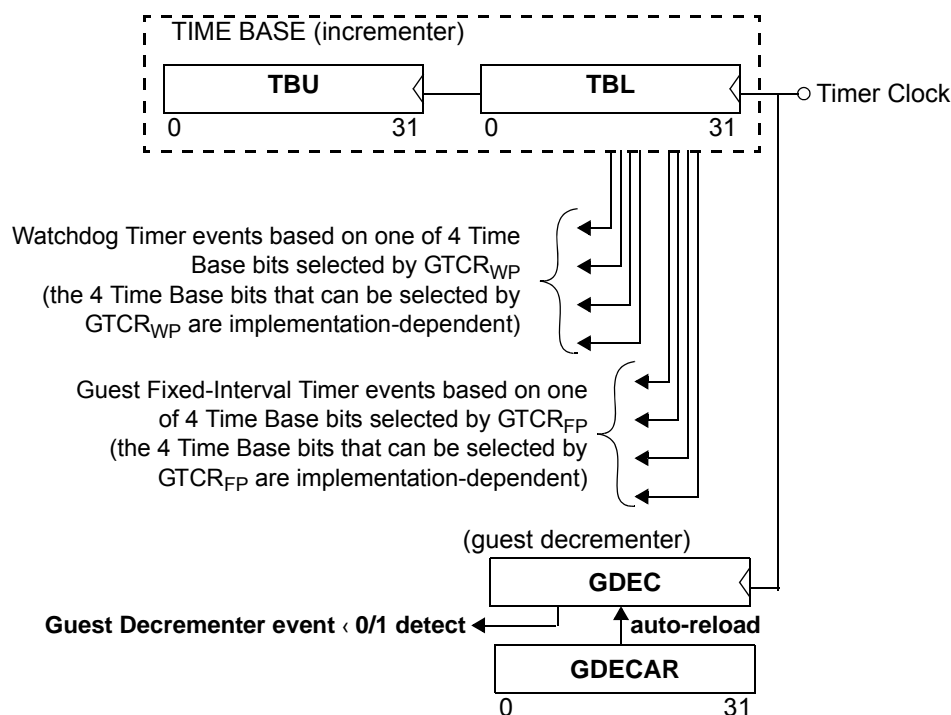 TIME BASE (incrementer)
TBU
TBL
Timer Clock
0 31 0 31
Watchdog Timer events based on one of 4 Time
Base bits selected by GTCRWP
(the 4 Time Base bits that can be selected by
GTCRWP are implementation-dependent)
Guest Fixed-Interval Timer events based on one
of 4 Time Base bits selected by GTCRFP
(the 4 Time Base bits that can be selected by
GTCRFP are implementation-dependent)
(guest decrementer)
GDEC
Guest Decrementer event ‹ 0/1 detect
auto-reload
GDECAR
0 31